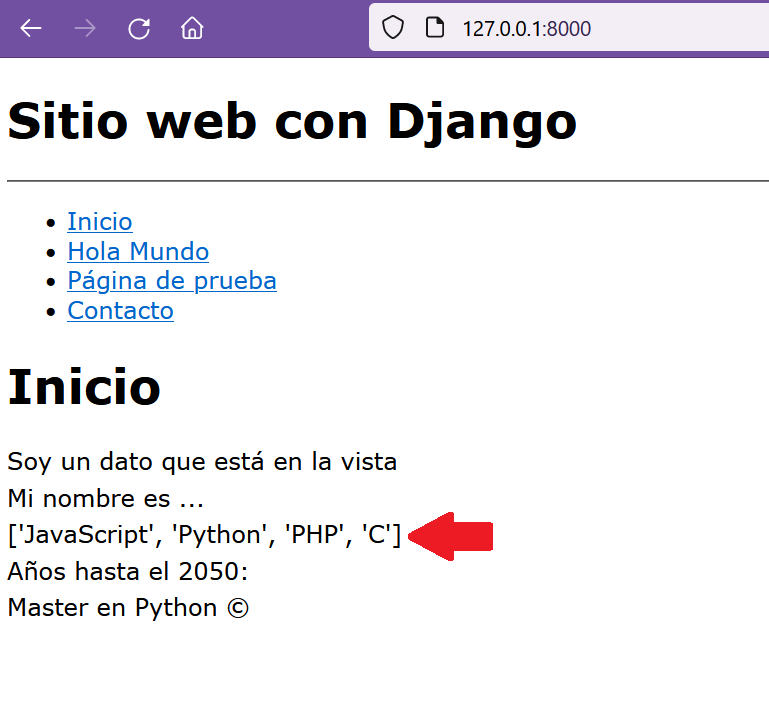 127.0.0.1:8000
Sitio web con Django
Inicio
Hola Mundo
Página de prueba
Contacto
Inicio
Soy un dato que está en la vista
Mi nombre es ...
['JavaScript', 'Python', 'PHP', 'C']
Años hasta el 2050:
Master en Python ©